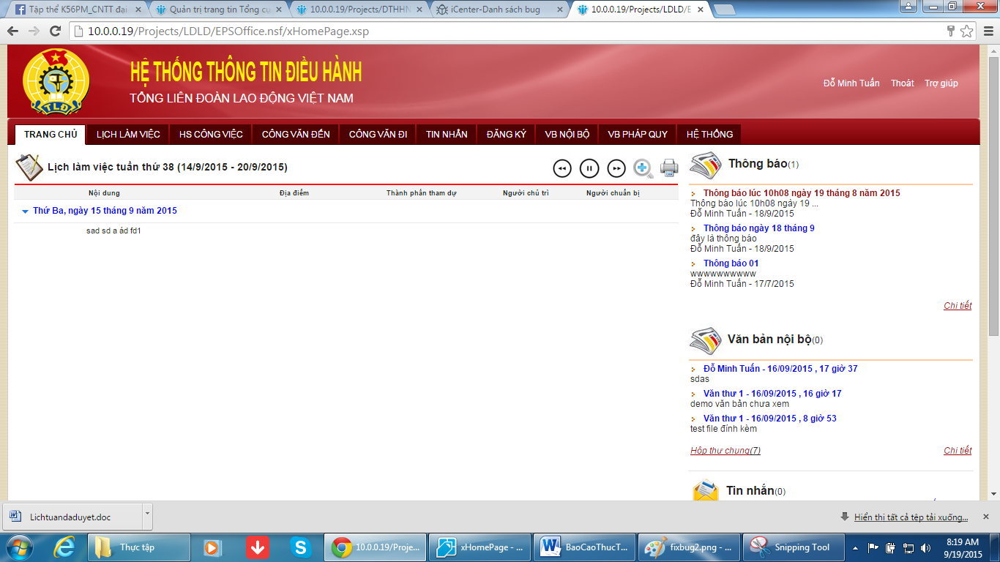 Tập thể K56PM_CNTT đại
Quản trị trang tin Tổng cụ
10.0.0.19/Projects/DTHHN
iCenter-Danh sách bug
10.0.0.19/Projects/LDLD/E
10.0.0.19/Projects/LDLD/EPSOffice.nsf/xHomePage.xsp
HỆ THỐNG THÔNG TIN ĐIỀU HÀNH
TỔNG LIÊN ĐOÀN LAO ĐỘNG VIỆT NAM
TLĐ
Đỗ Minh Tuấn Thoát Trợ giúp
TRANG CHỦ LỊCH LÀM VIỆC HS CÔNG VIỆC CÔNG VĂN ĐẾN CÔNG VĂN ĐI TIN NHẮN ĐĂNG KÝ VB NỘI BỘ VB PHÁP QUY HỆ THỐNG
Lịch làm việc tuần thứ 38 (14/9/2015 - 20/9/2015)
Nội dung Địa điểm Thành phần tham dự Người chủ trì Người chuẩn bị
Thứ Ba, ngày 15 tháng 9 năm 2015
sad sd a ád fd1
Thông báo(1)
Thông báo lúc 10h08 ngày 19 tháng 8 năm 2015
Thông báo lúc 10h08 ngày 19 ...
Đỗ Minh Tuấn - 18/9/2015
Thông báo ngày 18 tháng 9
đây là thông báo
Đỗ Minh Tuấn - 18/9/2015
Thông báo 01
wwwwwwwwww
Đỗ Minh Tuấn - 17/7/2015
Chi tiết
Văn bản nội bộ(0)
Đỗ Minh Tuấn - 16/09/2015 , 17 giờ 37
sdas
Văn thư 1 - 16/09/2015 , 16 giờ 17
demo văn bản chưa xem
Văn thư 1 - 16/09/2015 , 8 giờ 53
test file đính kèm
Hộp thư chung(7) Chi tiết
Tin nhắn(0)
Lichtuandaduyet.doc
Hiển thị tất cả tệp tải xuống...
Thực tập
10.0.0.19/Proje...
xHomePage - ...
BaoCaoThucT...
fixbug2.png - ...
Snipping Tool
8:19 AM
9/19/2015